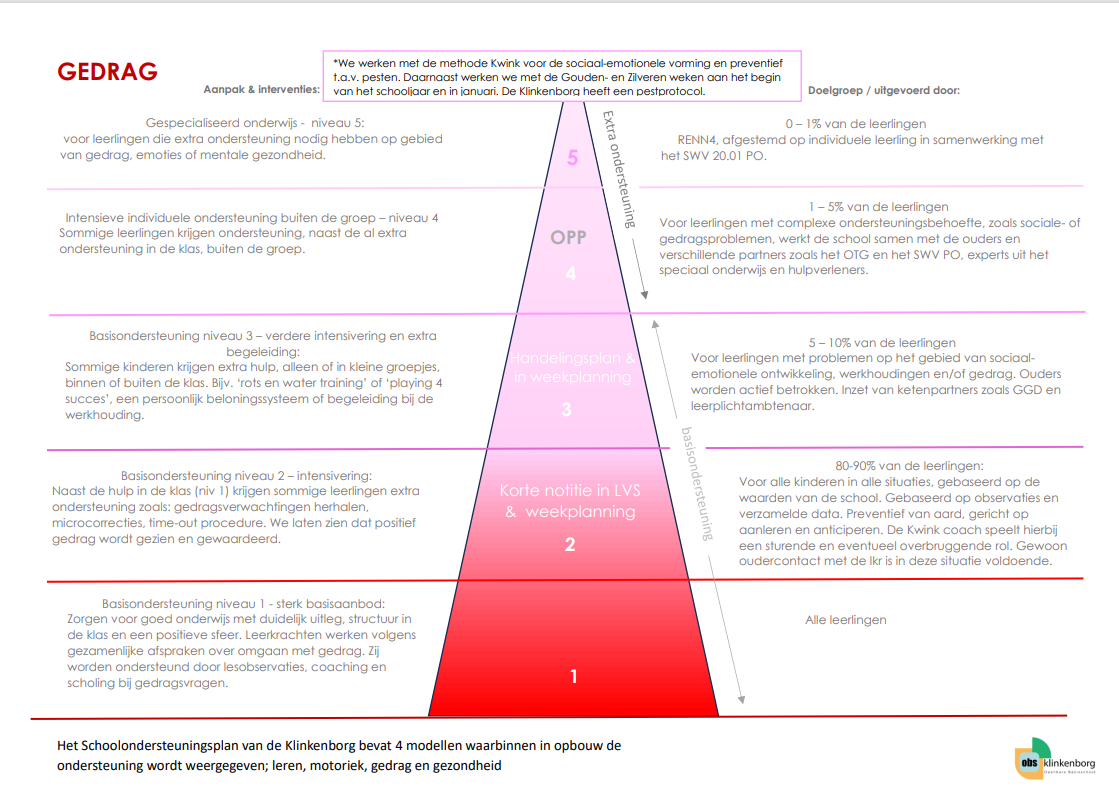 GEDRAG
*We werken met de methode Kwink voor de sociaal-emotionele vorming en preventief
t.a.v. pesten. Daarnaast werken we met de Gouden- en Zilveren weken aan het begin
van het schooljaar en in januari. De Klinkenborg heeft een pestprotocol.
Aanpak & interventies:
Doelgroep / uitgevoerd door:
Gespecialiseerd onderwijs - niveau 5:
voor leerlingen die extra ondersteuning nodig hebben op gebied
van gedrag, emoties of mentale gezondheid.
5
Extra ondersteuning
0 – 1% van de leerlingen
RENN4, afgestemd op individuele leerling in samenwerking met
het SWV 20.01 PO.
Intensieve individuele ondersteuning buiten de groep – niveau 4
Sommige leerlingen krijgen ondersteuning, naast de al extra
ondersteuning in de klas, buiten de groep.
OPP
4
1 – 5% van de leerlingen
Voor leerlingen met complexe ondersteuningsbehoefte, zoals sociale- of
gedragsproblemen, werkt de school samen met de ouders en
verschillende partners zoals het OTG en het SWV PO, experts uit het
speciaal onderwijs en hulpverleners.
Basisondersteuning niveau 3 – verdere intensivering en extra
begeleiding:
Sommige kinderen krijgen extra hulp, alleen of in kleine groepjes,
binnen of buiten de klas. Bijv. ‘rots en water training’ of ‘playing 4
succes’, een persoonlijk beloningssysteem of begeleiding bij de
werkhouding.
Handelingsplan &
in weekplanning
3
5 – 10% van de leerlingen
Voor leerlingen met problemen op het gebied van sociaal-
emotionele ontwikkeling, werkhoudingen en/of gedrag. Ouders
worden actief betrokken. Inzet van ketenpartners zoals GGD en
leerplichtambtenaar.
Basisondersteuning niveau 2 – intensivering:
Naast de hulp in de klas (niv 1) krijgen sommige leerlingen extra
ondersteuning zoals: gedragsverwachtingen herhalen,
microcorrecties, time-out procedure. We laten zien dat positief
gedrag wordt gezien en gewaardeerd.
Korte notitie in LVS
& weekplanning
2
basisondersteuning
80-90% van de leerlingen:
Voor alle kinderen in alle situaties, gebaseerd op de
waarden van de school. Gebaseerd op observaties en
verzamelde data. Preventief van aard, gericht op
aanleren en anticiperen. De Kwink coach speelt hierbij
een sturende en eventueel overbruggende rol. Gewoon
oudercontact met de lkr is in deze situatie voldoende.
Basisondersteuning niveau 1 - sterk basisaanbod:
Zorgen voor goed onderwijs met duidelijk uitleg, structuur in
de klas en een positieve sfeer. Leerkrachten werken volgens
gezamenlijke afspraken over omgaan met gedrag. Zij
worden ondersteund door lesobservaties, coaching en
scholing bij gedragsvragen.
1
Alle leerlingen
Het Schoolondersteuningsplan van de Klinkenborg bevat 4 modellen waarbinnen in opbouw de
ondersteuning wordt weergegeven; leren, motoriek, gedrag en gezondheid
obs klinkenborg
Openbare Basisschool